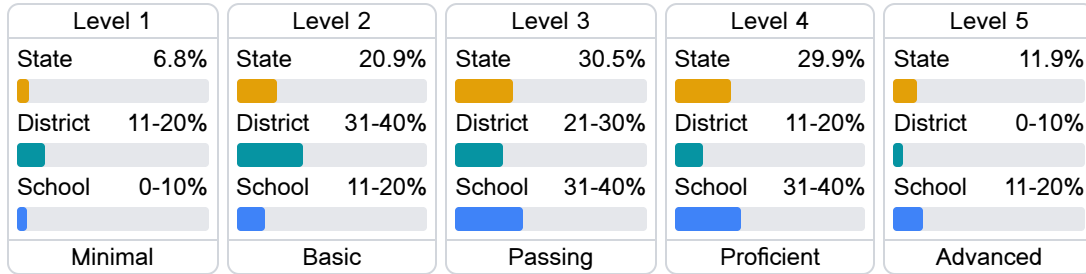 Level 1
State 6.8%
District 11-20%
School 0-10%
Minimal
Level 2
State 20.9%
District 31-40%
School 11-20%
Basic
Level 3
State 30.5%
District 21-30%
School 31-40%
Passing
Level 4
State 29.9%
District 11-20%
School 31-40%
Proficient
Level 5
State 11.9%
District 0-10%
School 11-20%
Advanced